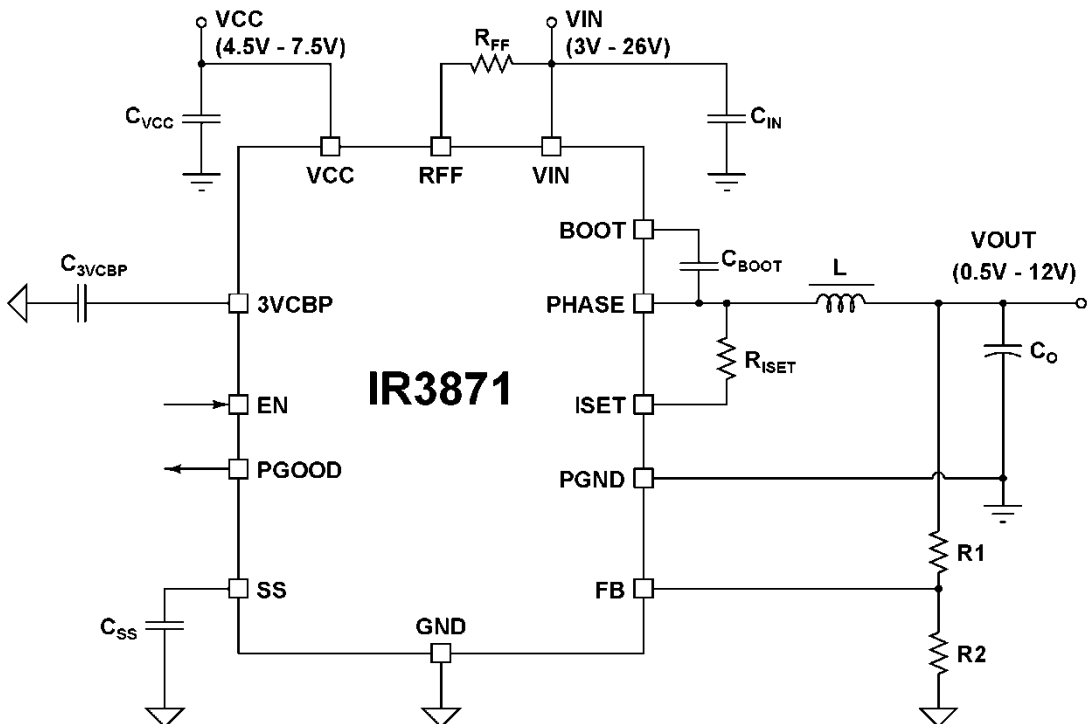 VCC
(4.5V - 7.5V)
RFF
VIN
(3V - 26V)
CVCC
CIN
VCC
RFF
VIN
BOOT
CBOOT
VOUT
(0.5V - 12V)
C3VCBP
L
3VCBP
PHASE
RISET
CO
IR3871
EN
ISET
PGOOD
PGND
R1
SS
FB
CSS
GND
R2